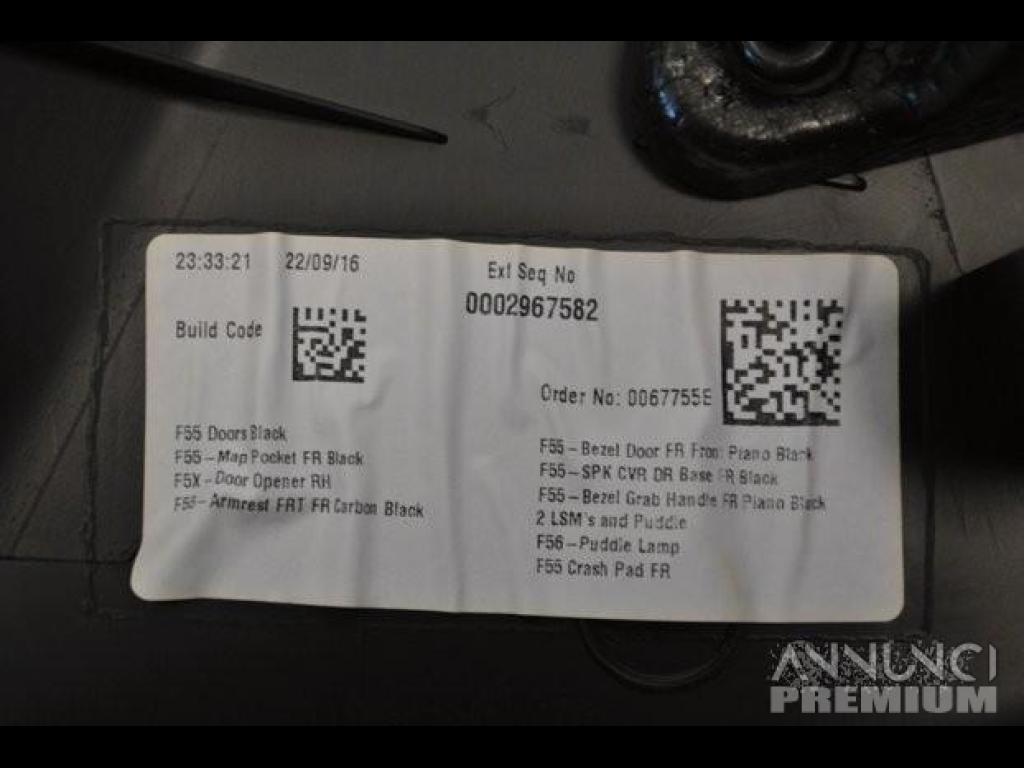 23:33:21 22/09/16
Ext Seq No
0002967582
Build Code
Order No: 0067755E
F55 Doors Black
F55-Map Pocket FR Black
F5X-Door Opener RH
F55-Armrest FRT FR Carbon Black
F55-Bezel Door FR Front Piano Black
F55-SPK CVR DR Base FR Black
F55-Bezel Grab Handle FR Piano Black
2 LSM's and Puddle
F56-Puddle Lamp
F55 Crash Pad FR
ANNUNCI
PREMIUM